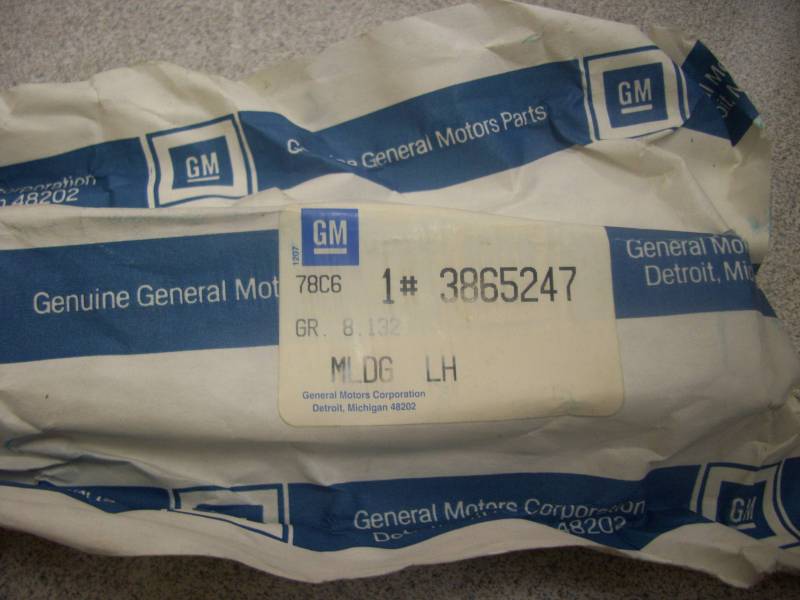 GM
Genuine General Motors Parts
GM
Corporation
48202
GM
1207
78C6 1# 3865247
GR. 8.132
MLDG LH
General Motors Corporation
Detroit, Michigan 48202
Genuine General Mot
General Mo
Detroit, Mic
General Motors Corporation
48202
GM